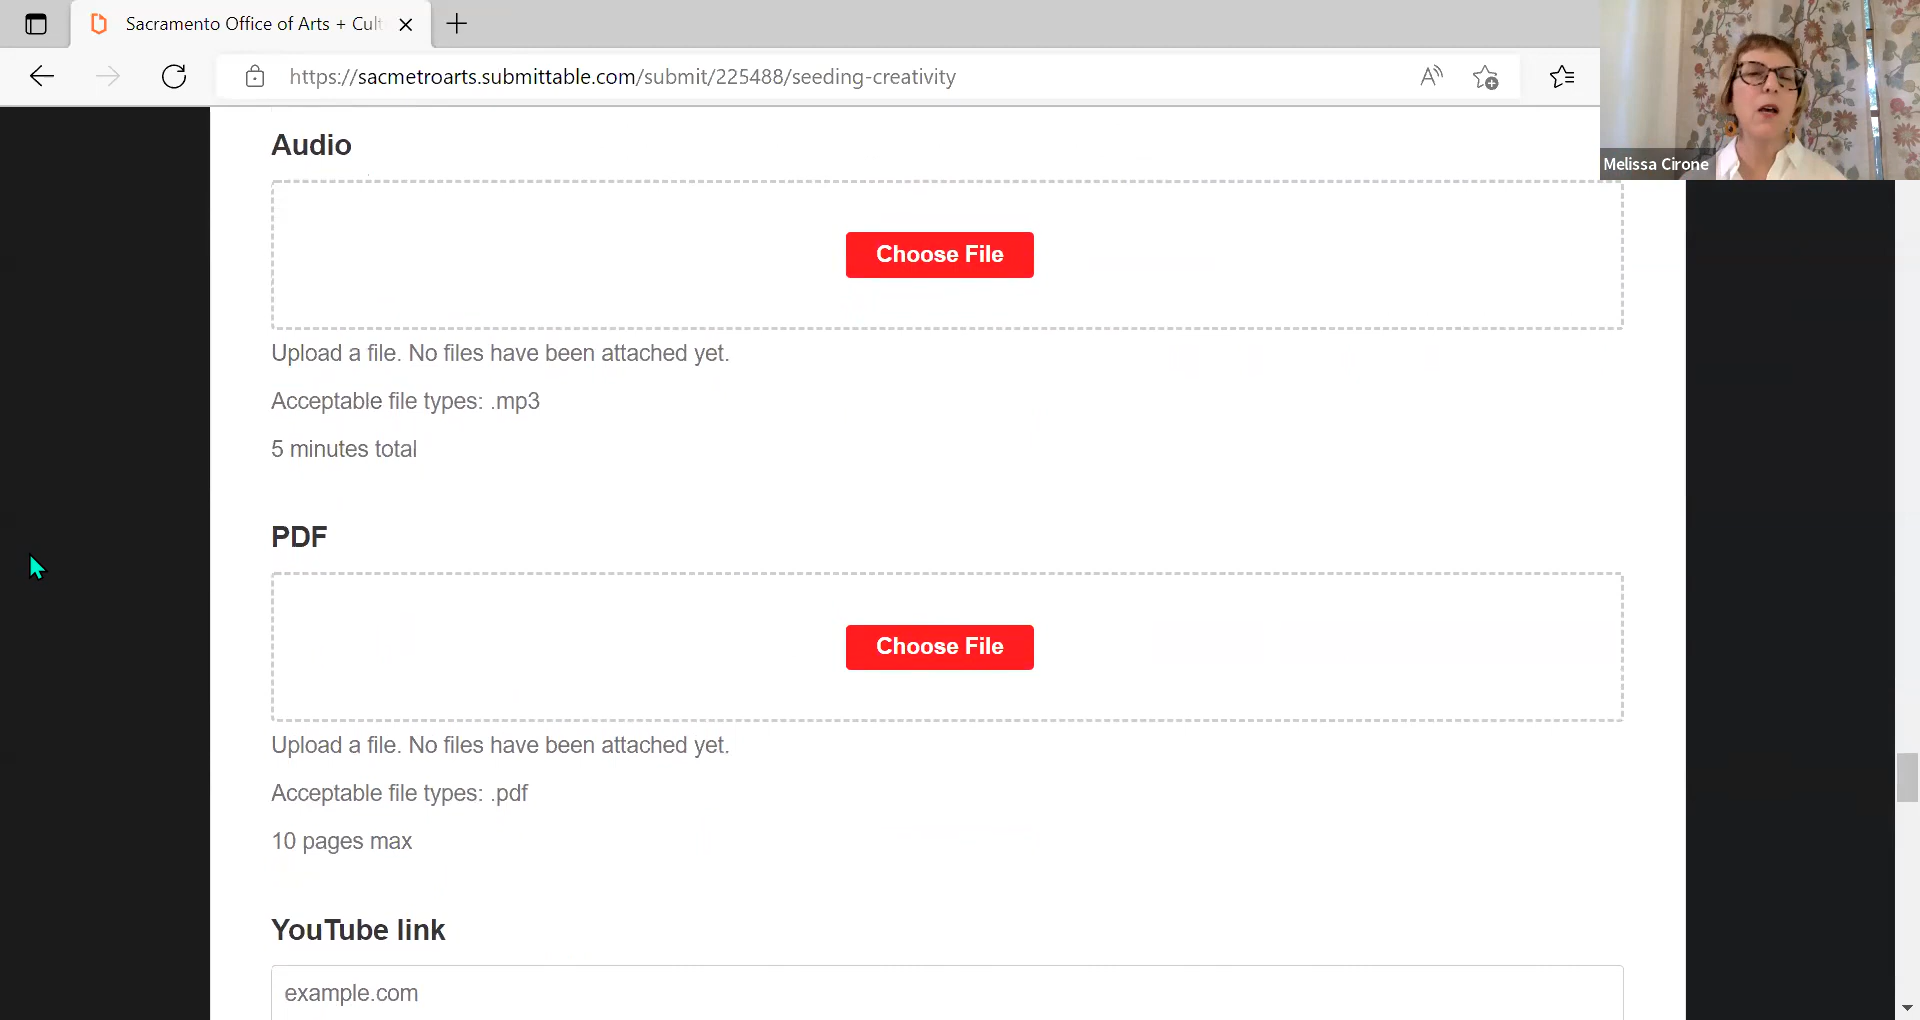 Sacramento Office of Arts + Cult
https://sacmetroarts.submittable.com/submit/225488/seeding-creativity
Melissa Cirone
Audio
Choose File
Upload a file. No files have been attached yet.
Acceptable file types: .mp3
5 minutes total
PDF
Choose File
Upload a file. No files have been attached yet.
Acceptable file types: .pdf
10 pages max
YouTube link
example.com